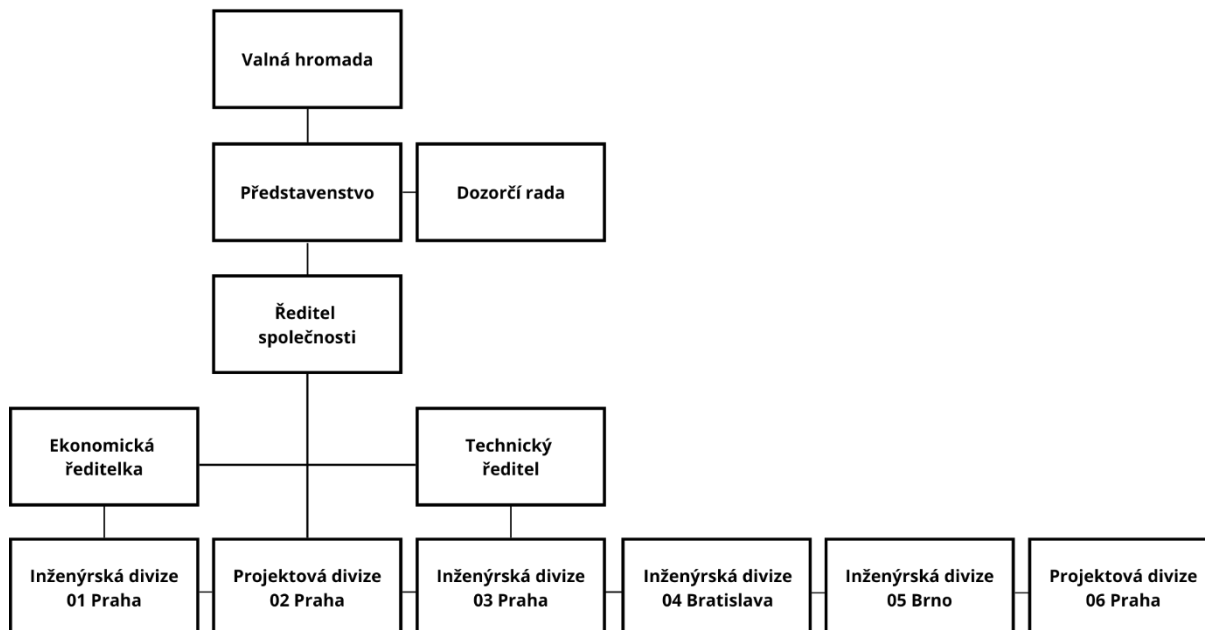 Valná hromada
Představenstvo
Dozorčí rada
Ředitel
společnosti
Ekonomická
ředitelka
Technický
ředitel
Inženýrská divize
01 Praha
Projektová divize
02 Praha
Inženýrská divize
03 Praha
Inženýrská divize
04 Bratislava
Inženýrská divize
05 Brno
Projektová divize
06 Praha